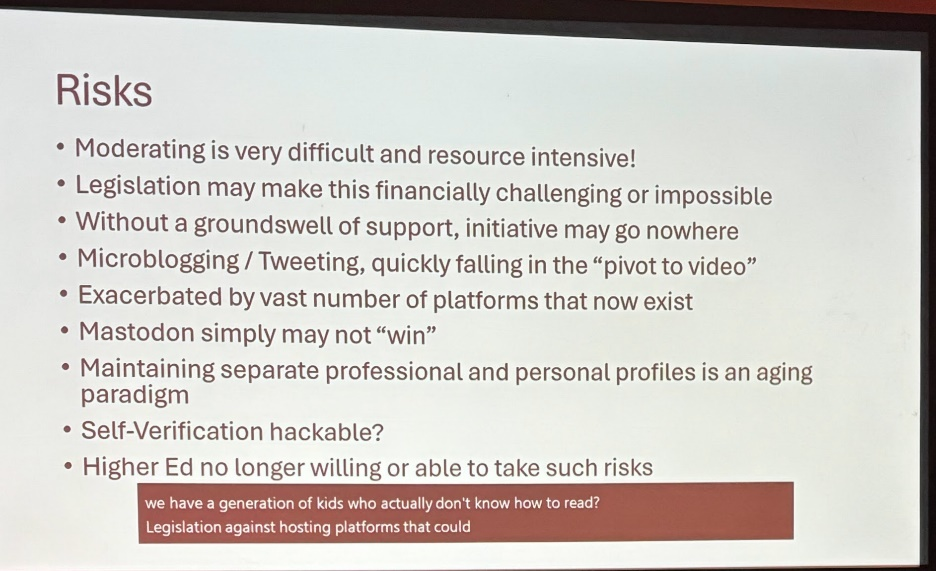 Risks
• Moderating is very difficult and resource intensive!
• Legislation may make this financially challenging or impossible
• Without a groundswell of support, initiative may go nowhere
• Microblogging / Tweeting, quickly falling in the “pivot to video”
• Exacerbated by vast number of platforms that now exist
• Mastodon simply may not “win”
• Maintaining separate professional and personal profiles is an aging
paradigm
• Self-Verification hackable?
• Higher Ed no longer willing or able to take such risks
we have a generation of kids who actually don't know how to read?
Legislation against hosting platforms that could